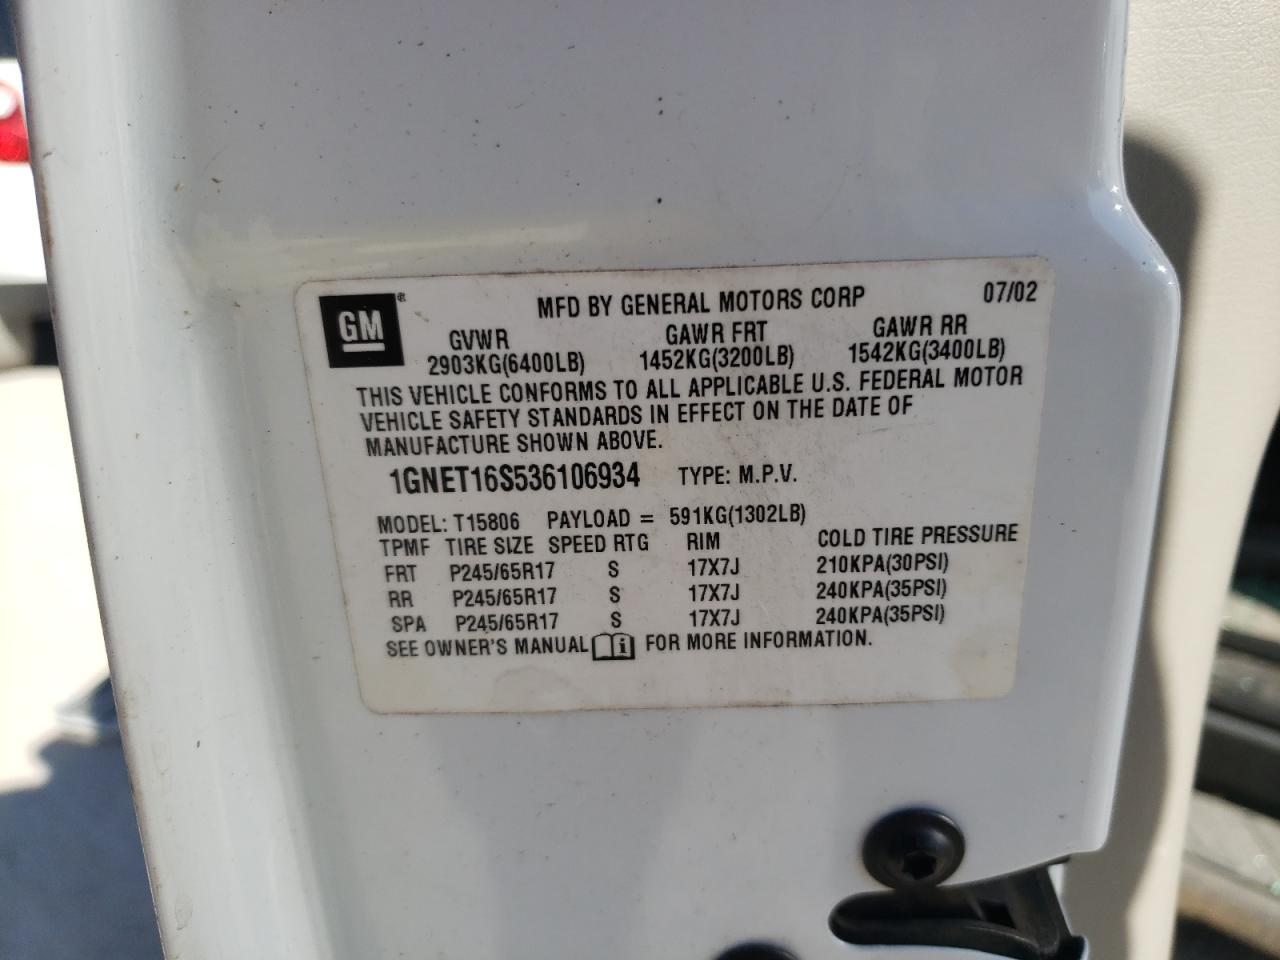 GM ®
MFD BY GENERAL MOTORS CORP 07/02
GVWR GAWR FRT GAWR RR
2903KG(6400LB) 1452KG(3200LB) 1542KG(3400LB)
THIS VEHICLE CONFORMS TO ALL APPLICABLE U.S. FEDERAL MOTOR
VEHICLE SAFETY STANDARDS IN EFFECT ON THE DATE OF
MANUFACTURE SHOWN ABOVE.
1GNET16S536106934 TYPE: M.P.V.
MODEL: T15806 PAYLOAD = 591KG(1302LB)
TPMF TIRE SIZE SPEED RTG RIM COLD TIRE PRESSURE
FRT P245/65R17 S 17X7J 210KPA(30PSI)
RR P245/65R17 S 17X7J 240KPA(35PSI)
SPA P245/65R17 S 17X7J 240KPA(35PSI)
SEE OWNER'S MANUAL i FOR MORE INFORMATION.